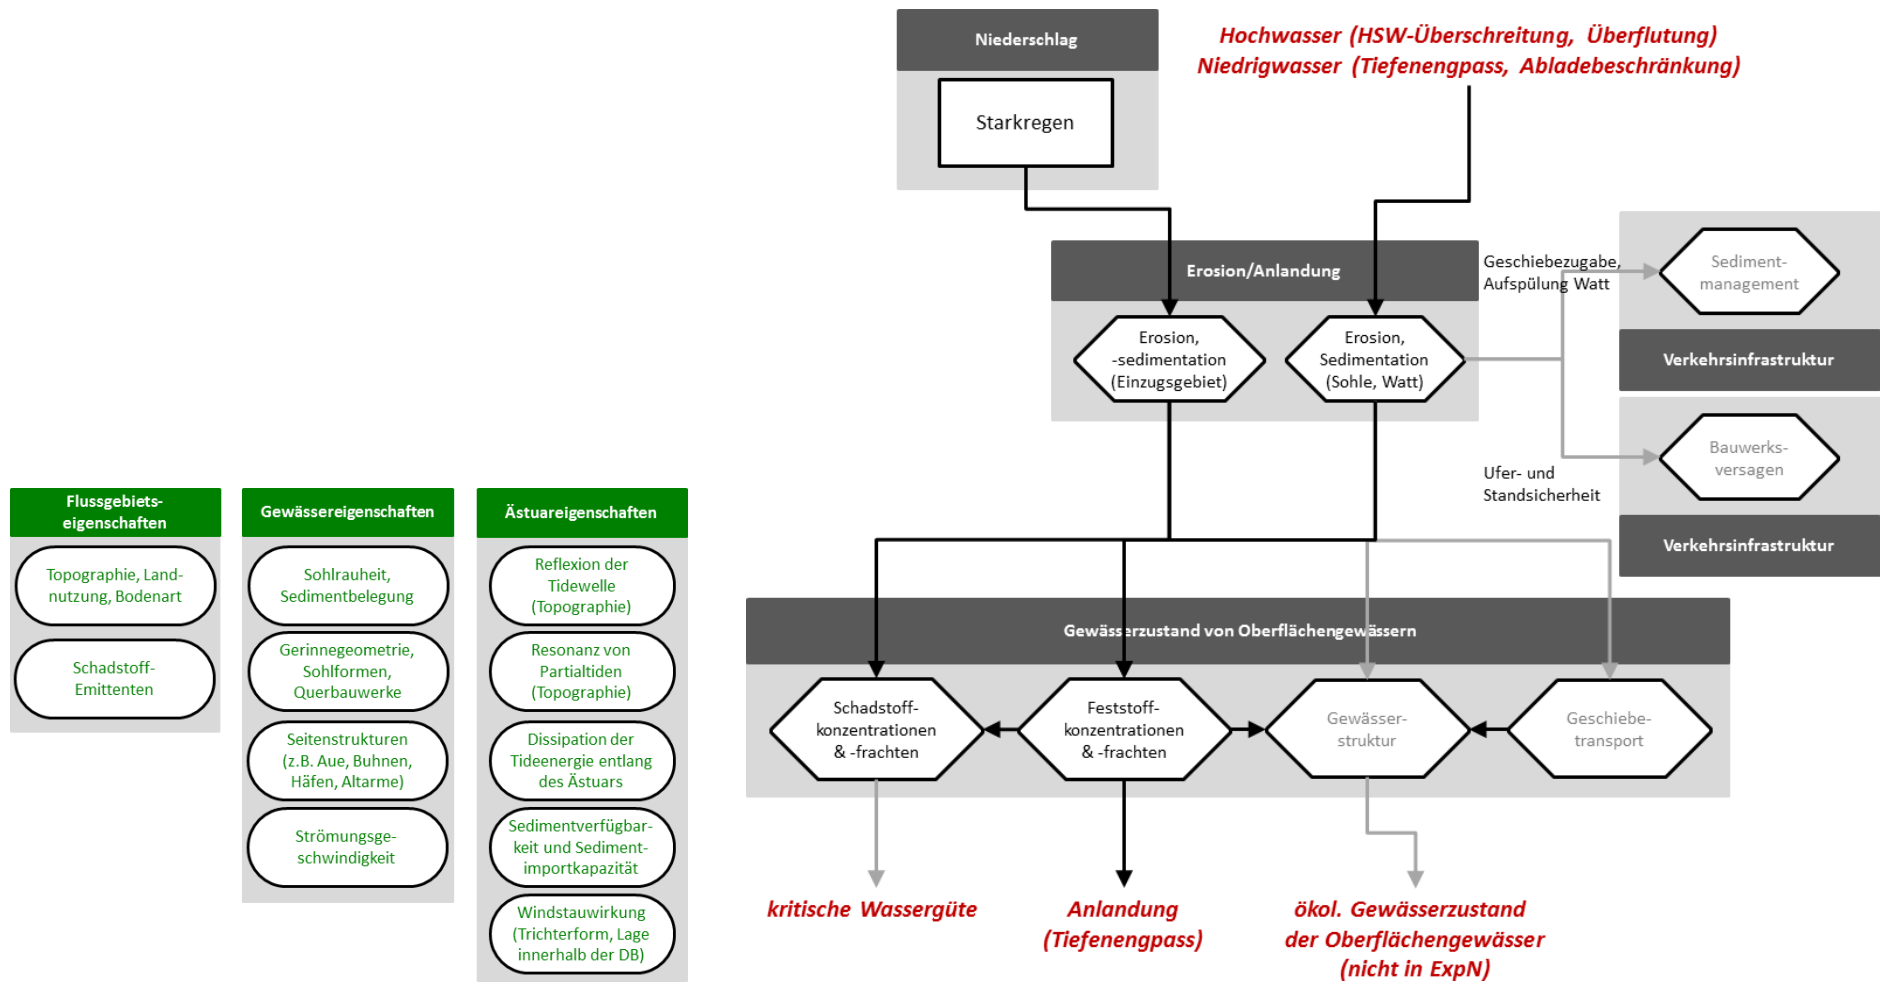 Niederschlag
Starkregen
Hochwasser (HSW-Überschreitung, Überflutung)
Niedrigwasser (Tiefenengpass, Abladebeschränkung)
Erosion/Anlandung
Erosion,
-sedimentation
(Einzugsgebiet)
Erosion,
Sedimentation
(Sohle, Watt)
Geschiebezugabe,
Aufspülung Watt
Sediment-
management
Verkehrsinfrastruktur
Ufer- und
Standsicherheit
Bauwerks-
versagen
Verkehrsinfrastruktur
Flussgebiets-
eigenschaften
Topographie, Land-
nutzung, Bodenart
Schadstoff-
Emittenten
Gewässereigenschaften
Sohlrauheit,
Sedimentbelegung
Gerinnegeometrie,
Sohlformen,
Querbauwerke
Seitenstrukturen
(z.B. Aue, Buhnen,
Häfen, Altarme)
Strömungsge-
schwindigkeit
Ästuareigenschaften
Reflexion der
Tidewelle
(Topographie)
Resonanz von
Partialtiden
(Topographie)
Dissipation der
Tideenergie entlang
des Ästuars
Sedimentverfügbar-
keit und Sediment-
importkapazität
Windstauwirkung
(Trichterform, Lage
innerhalb der DB)
Gewässerzustand von Oberflächengewässern
Schadstoff-
konzentrationen
& -frachten
Feststoff-
konzentrationen
& -frachten
Gewässer-
struktur
Geschiebe-
transport
kritische Wassergüte
Anlandung
(Tiefenengpass)
ökol. Gewässerzustand
der Oberflächengewässer
(nicht in ExpN)